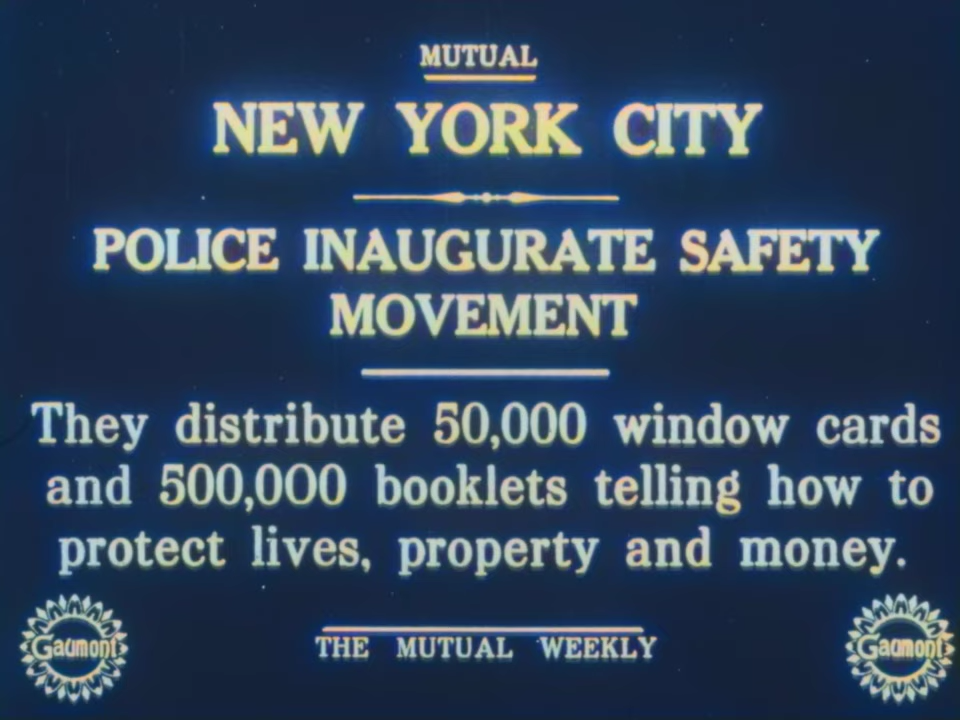 MUTUAL
NEW YORK CITY
POLICE INAUGURATE SAFETY
MOVEMENT
They distribute 50,000 window cards
and 500,000 booklets telling how to
protect lives, property and money.
THE MUTUAL WEEKLY
Gaumont
Gaumont